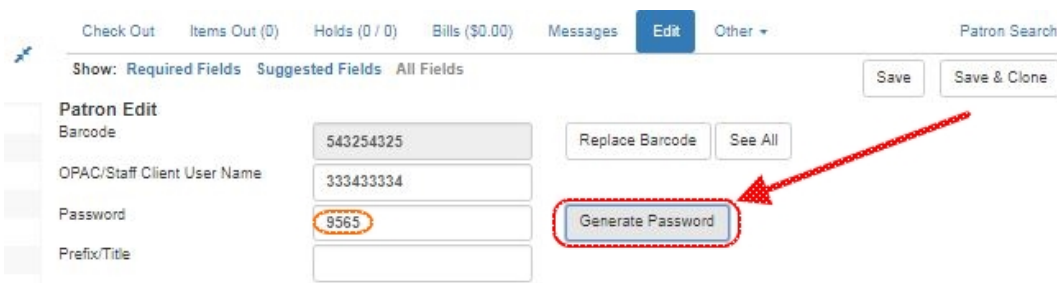 Check Out Items Out (0) Holds (0 / 0) Bills ($0.00) Messages Edit Other Patron Search
Show: Required Fields Suggested Fields All Fields Save Save & Clone
Patron Edit
Barcode 543254325 Replace Barcode See All
OPAC/Staff Client User Name 333433334
Password 9565 Generate Password
Prefix/Title